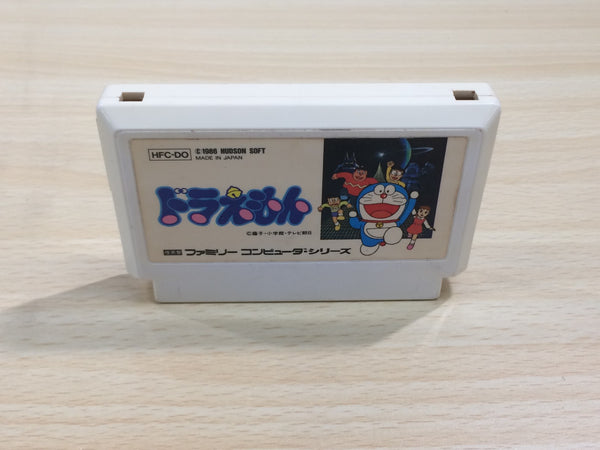 HFC-DO
©1986 HUDSON SOFT
MADE IN JAPAN
ドラえもん
©藤子・小学館・テレビ朝日
ファミリー コンピュータ・シリーズ